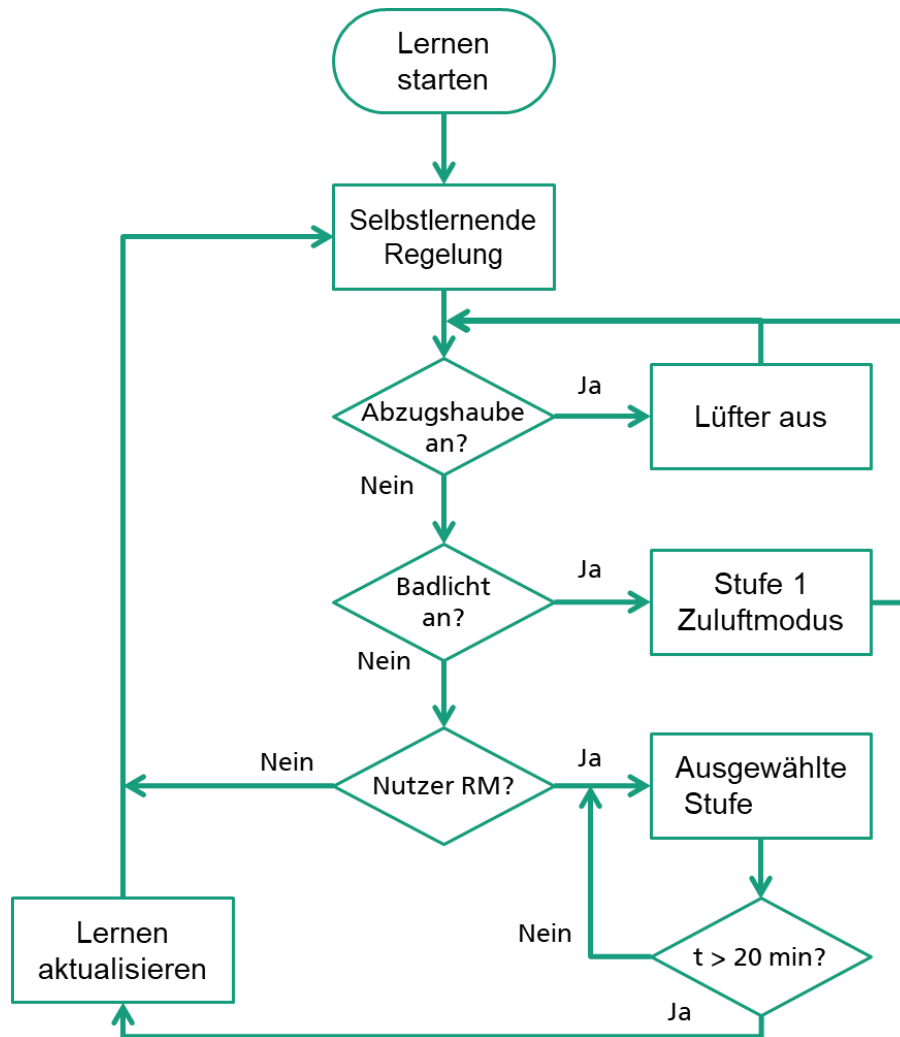 Lernen
starten
Selbstlernende
Regelung
Abzugshaube
an?
Ja
Lüfter aus
Nein
Badlicht
an?
Ja
Stufe 1
Zuluftmodus
Nein
Nutzer RM?
Nein
Ja
Ausgewählte
Stufe
t > 20 min?
Nein
Ja
Lernen
aktualisieren